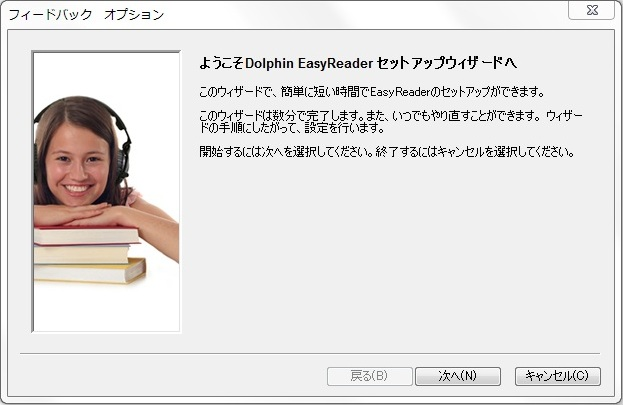 フィードバック オプション
ようこそDolphin EasyReader セットアップウィザードへ
このウィザードで、簡単に短い時間でEasyReaderのセットアップができます。
このウィザードは数分で完了します。また、いつでもやり直すことができます。 ウィザー
ドの手順にしたがって、設定を行います。
開始するには次へを選択してください。終了するにはキャンセルを選択してください。
戻る(B) 次へ(N) キャンセル(C)